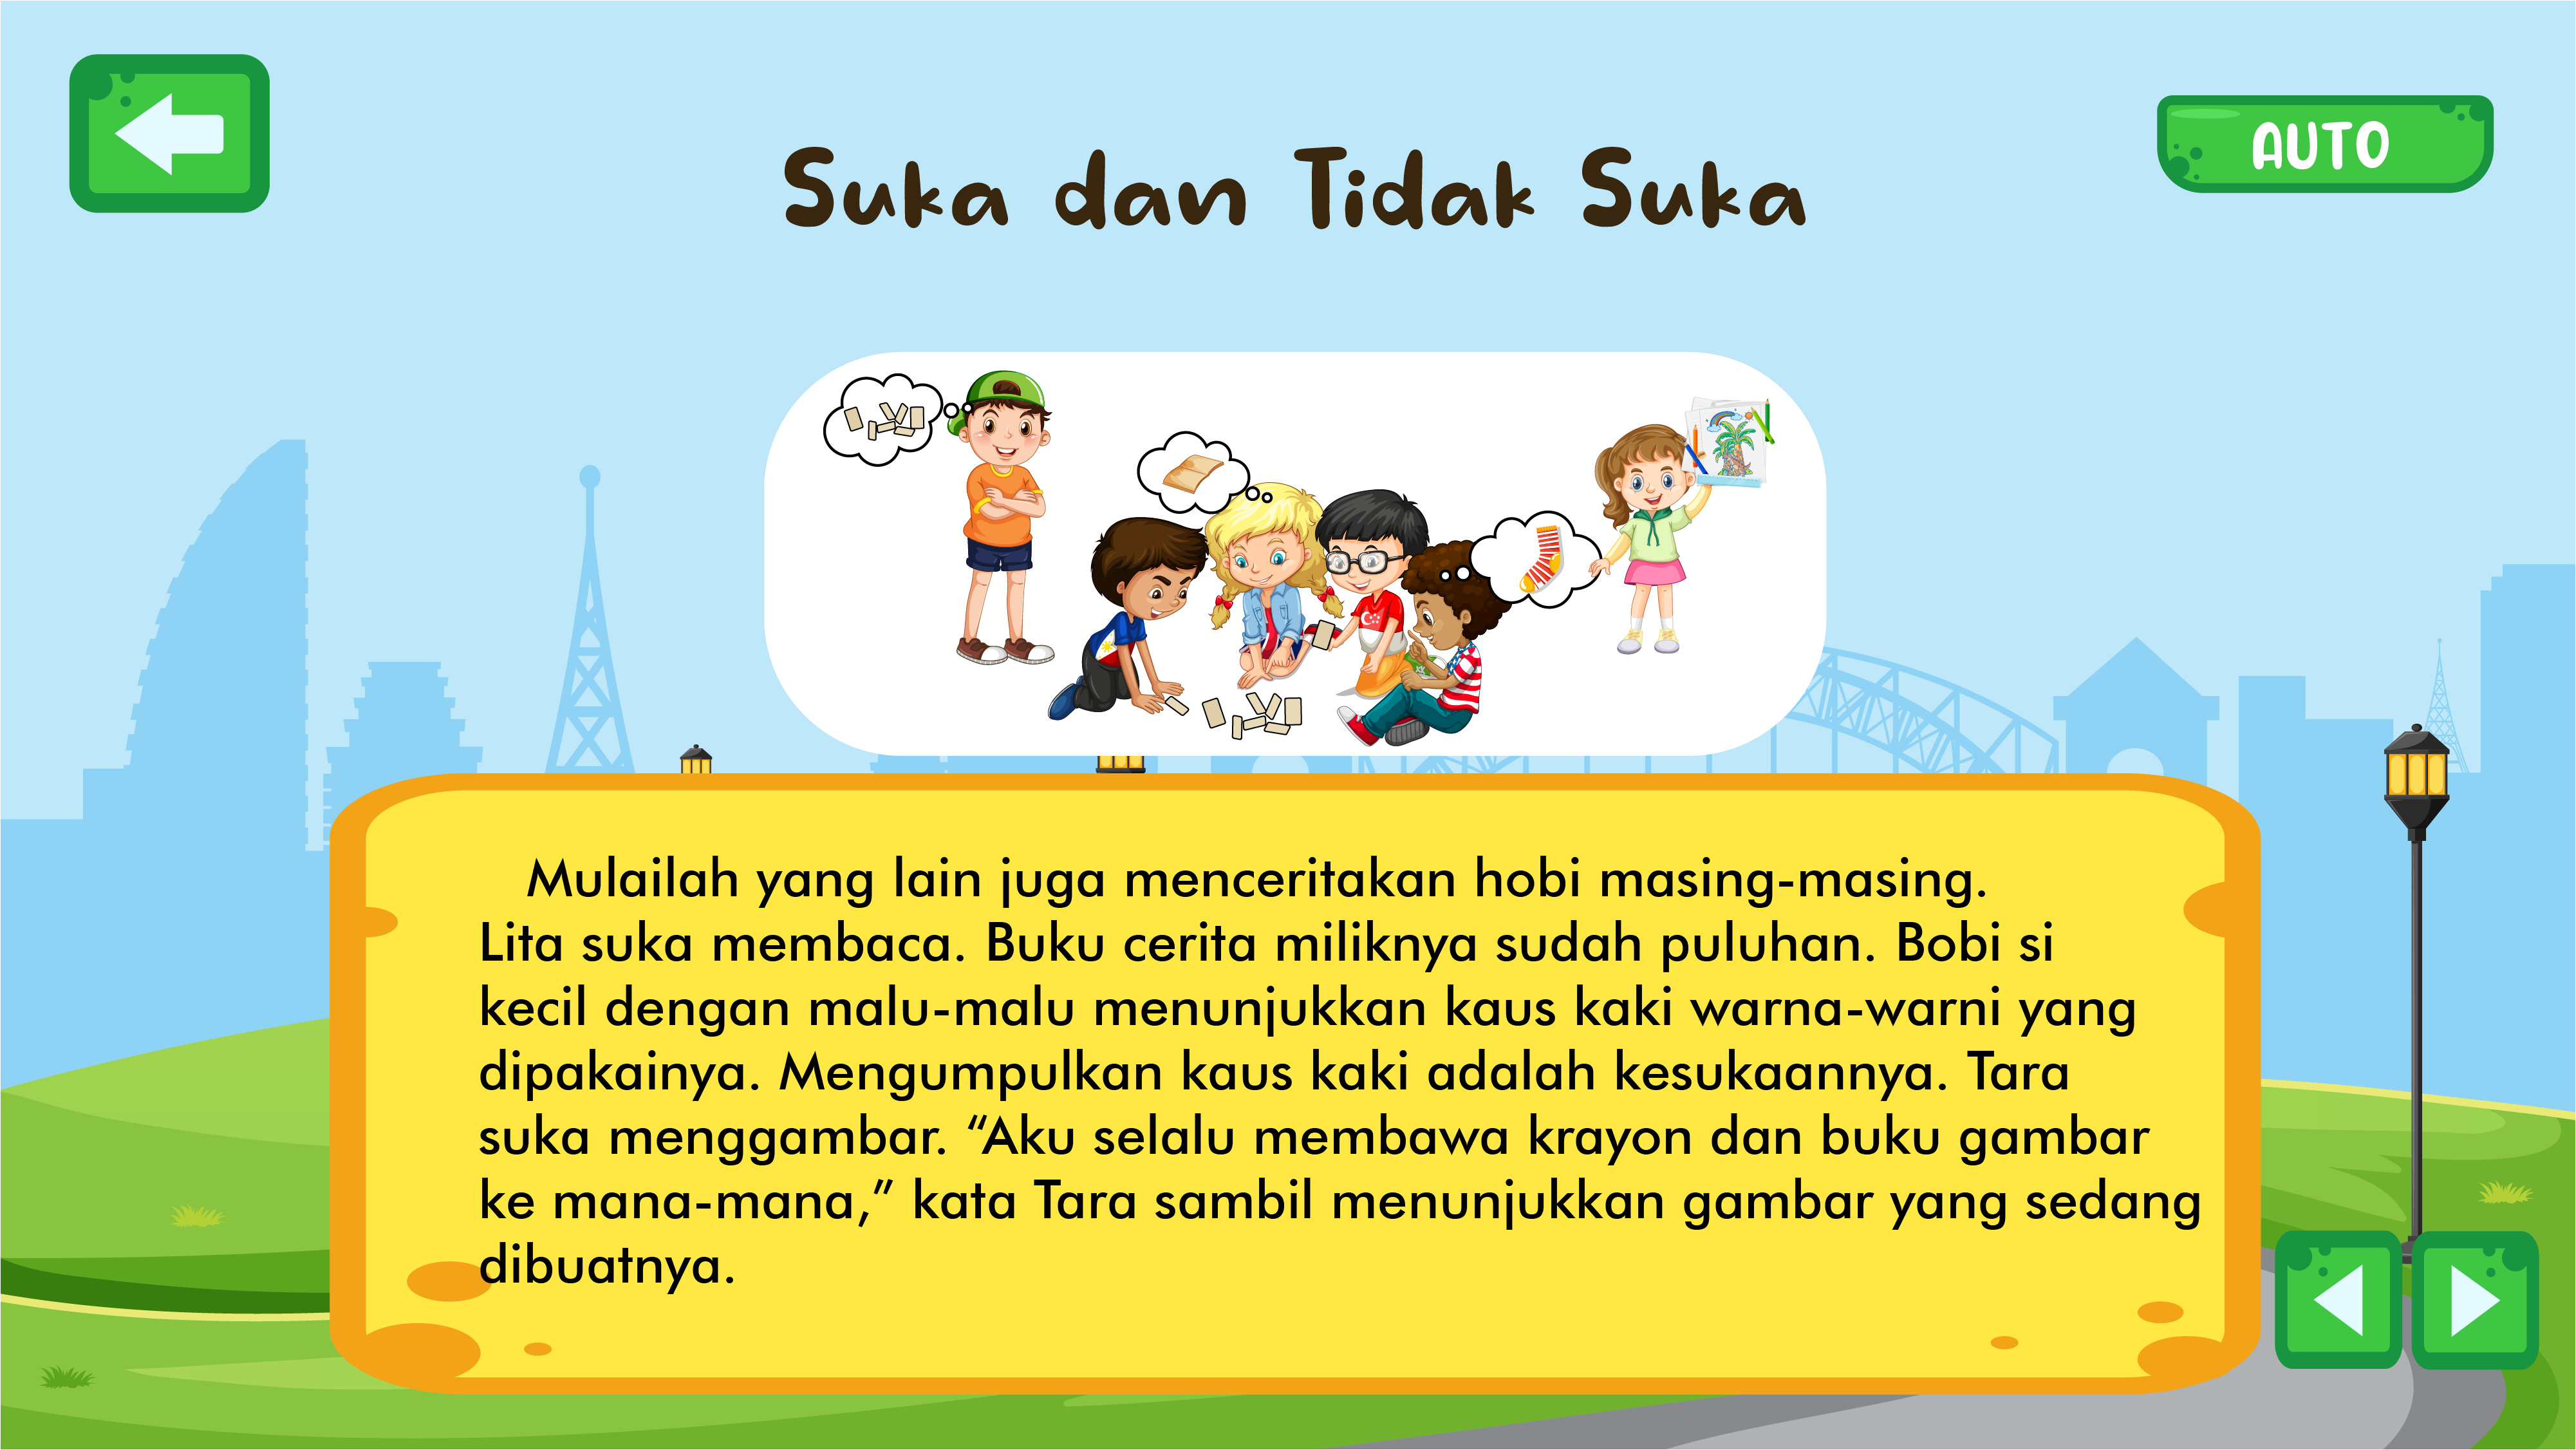 AUTO
Suka dan Tidak Suka
Mulailah yang lain juga menceritakan hobi masing-masing.
Lita suka membaca. Buku cerita miliknya sudah puluhan. Bobi si
kecil dengan malu-malu menunjukkan kaus kaki warna-warni yang
dipakainya. Mengumpulkan kaus kaki adalah kesukaannya. Tara
suka menggambar. “Aku selalu membawa krayon dan buku gambar
ke mana-mana,” kata Tara sambil menunjukkan gambar yang sedang
dibuatnya.